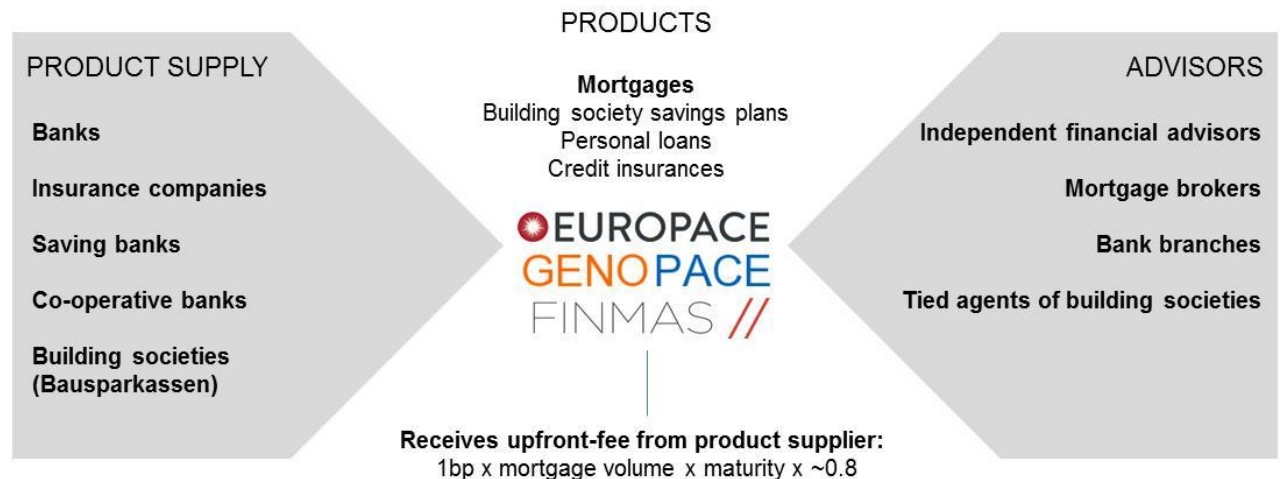 PRODUCTS
PRODUCT SUPPLY
Banks
Insurance companies
Saving banks
Co-operative banks
Building societies
(Bausparkassen)
Mortgages
Building society savings plans
Personal loans
Credit insurances
EUROPACE
GENOPACE
FINMAS //
Receives upfront-fee from product supplier:
1bp x mortgage volume x maturity x ~0.8
ADVISORS
Independent financial advisors
Mortgage brokers
Bank branches
Tied agents of building societies